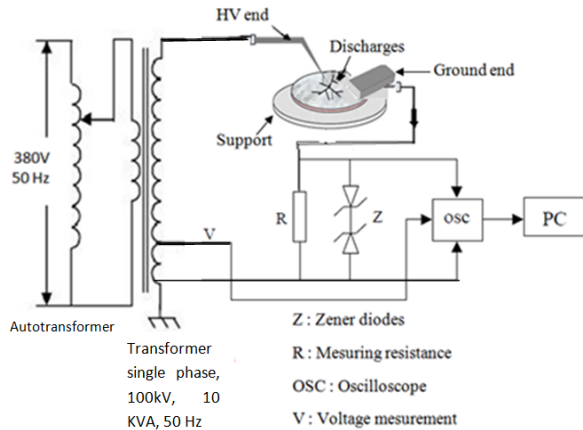 HV end
Discharges
Ground end
Support
380V
50 Hz
V
R
Z
osc
PC
Autotransformer
Transformer
single phase,
100kV, 10
KVA, 50 Hz
Z : Zener diodes
R : Mesuring resistance
OSC : Oscilloscope
V : Voltage mesurement